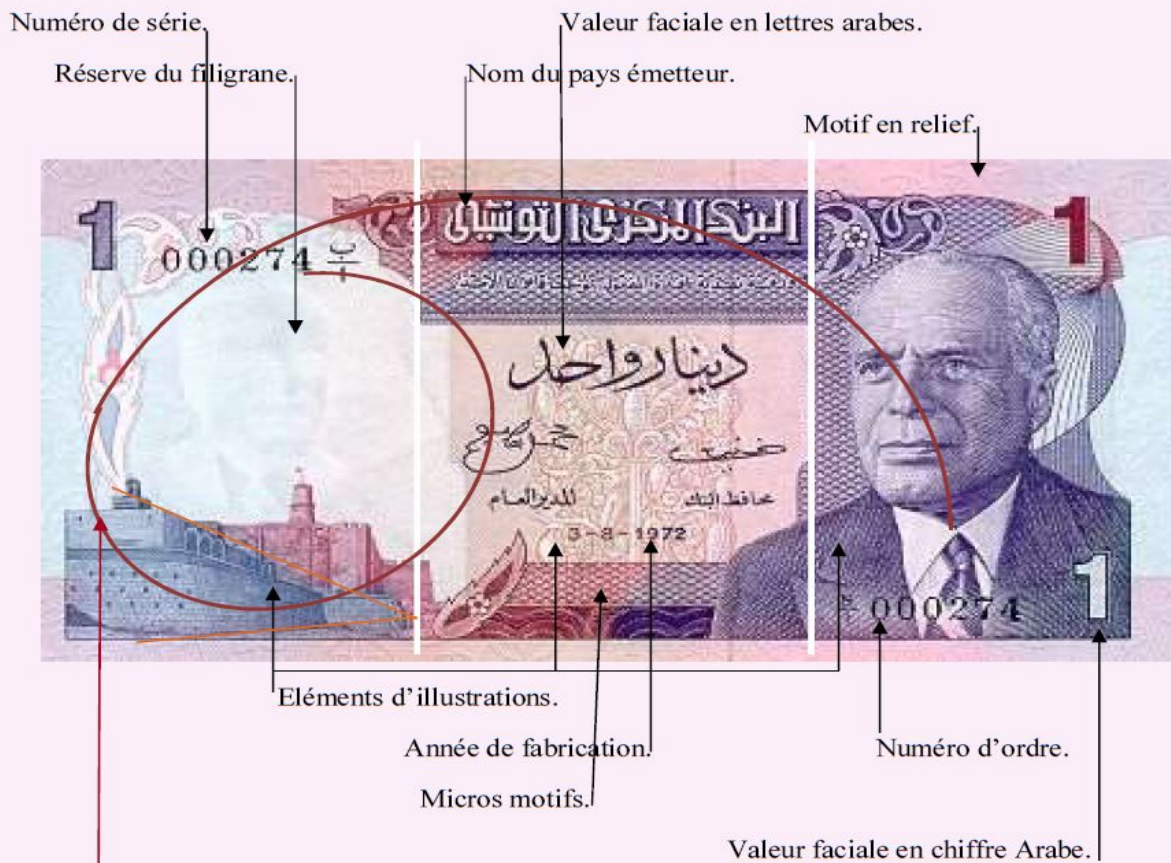 Numéro de série.
Valeur faciale en lettres arabes.
Réserve du filigrane.
Nom du pays émetteur.
Motif en relief.
1
1
البنك المركزي التونسي
000274 ب/1
دينار واحد
محافظ البنك
المدير العام
3-8-1972
1
000274
Eléments d'illustrations.
Année de fabrication.
Numéro d'ordre.
Micros motifs.
Valeur faciale en chiffre Arabe.